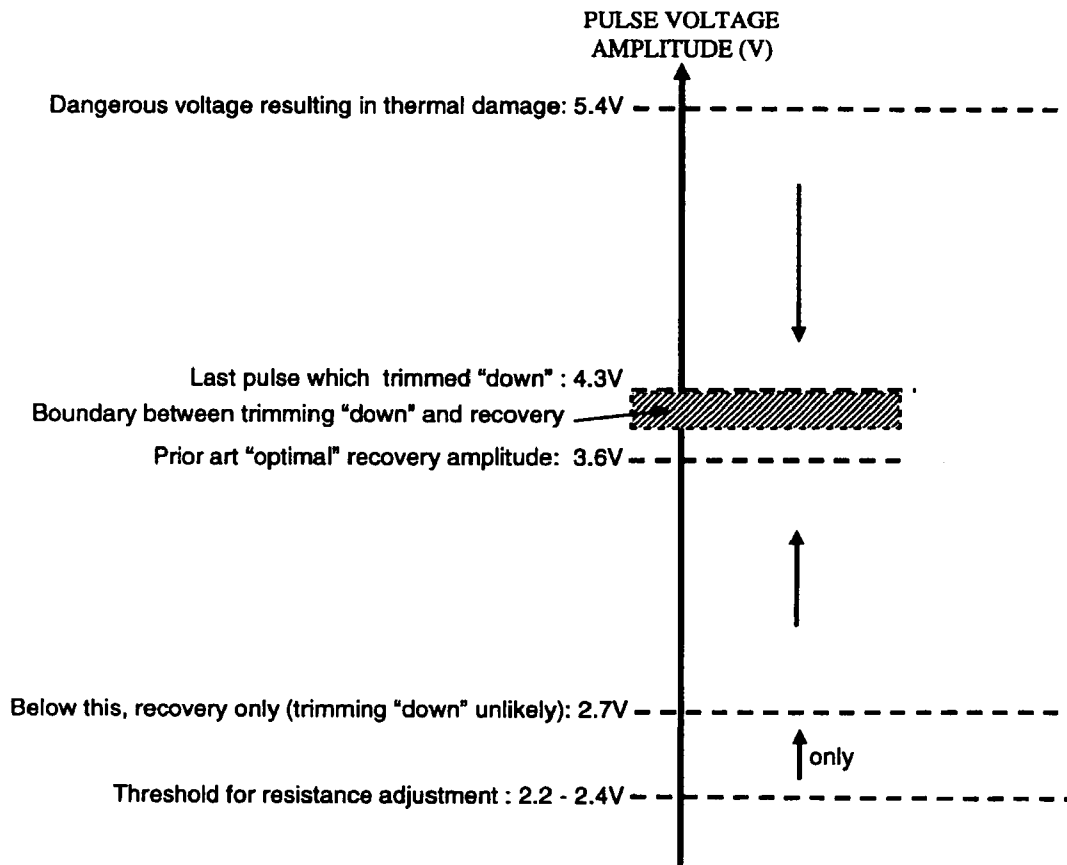 PULSE VOLTAGE
AMPLITUDE (V)
Dangerous voltage resulting in thermal damage: 5.4V
Last pulse which trimmed "down" : 4.3V
Boundary between trimming "down" and recovery
Prior art "optimal" recovery amplitude: 3.6V
Below this, recovery only (trimming "down" unlikely): 2.7V
only
Threshold for resistance adjustment : 2.2 - 2.4V